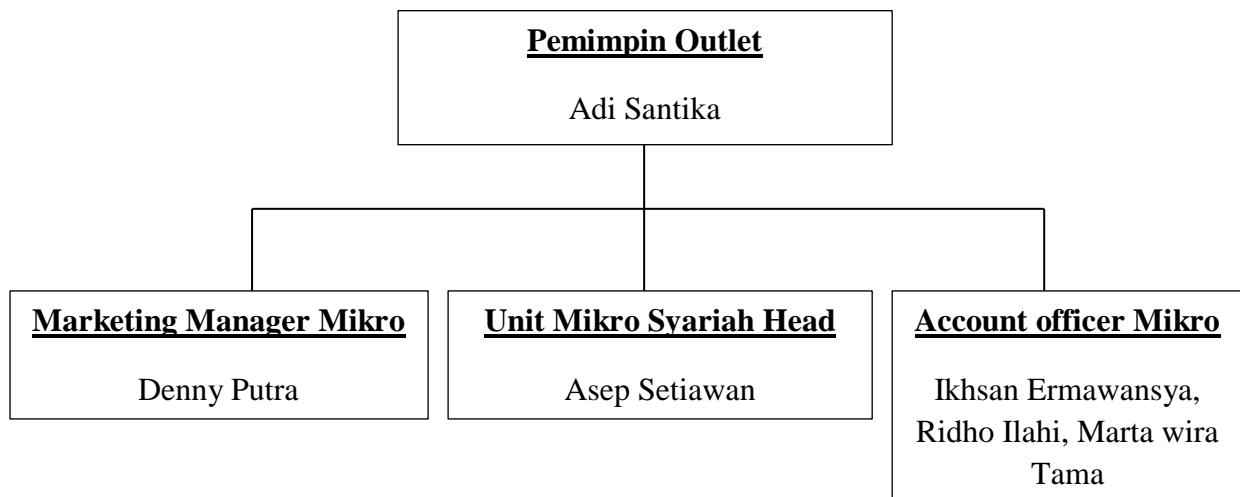 Pemimpin Outlet
Adi Santika
Marketing Manager Mikro
Denny Putra
Unit Mikro Syariah Head
Asep Setiawan
Account officer Mikro
Ikhsan Ermawansya,
Ridho Ilahi, Marta wira
Tama